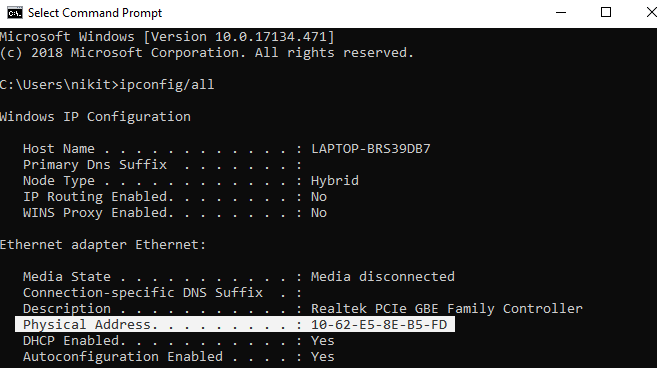 Select Command Prompt
Microsoft Windows [Version 10.0.17134.471]
(c) 2018 Microsoft Corporation. All rights reserved.
C:\Users\nikit>ipconfig/all
Windows IP Configuration
Host Name . . . . . . . . . . . . : LAPTOP-BRS39DB7
Primary Dns Suffix  . . . . . . . :
Node Type . . . . . . . . . . . . : Hybrid
IP Routing Enabled. . . . . . . . : No
WINS Proxy Enabled. . . . . . . . : No
Ethernet adapter Ethernet:
Media State . . . . . . . . . . . : Media disconnected
Connection-specific DNS Suffix  . :
Description . . . . . . . . . . . : Realtek PCIe GBE Family Controller
Physical Address. . . . . . . . . : 10-62-E5-8E-B5-FD
DHCP Enabled. . . . . . . . . . . : Yes
Autoconfiguration Enabled . . . . : Yes